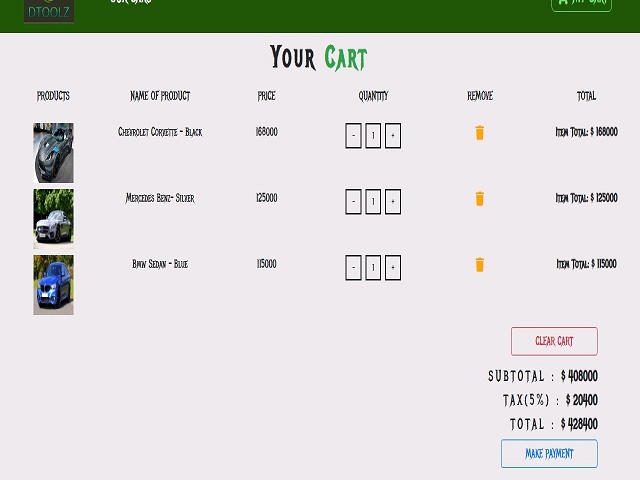 DTOOLZ
Your Cart
PRODUCTS NAME OF PRODUCT PRICE QUANTITY REMOVE TOTAL
Chevrolet Corvette - Black 168000 - 1 + Item Total: $ 168000
Mercedes Benz- Silver 125000 - 1 + Item Total: $ 125000
Bmw Sedan - Blue 115000 - 1 + Item Total: $ 115000
CLEAR CART
SUBTOTAL : $ 408000
TAX(5%) : $ 20400
TOTAL : $ 428400
MAKE PAYMENT